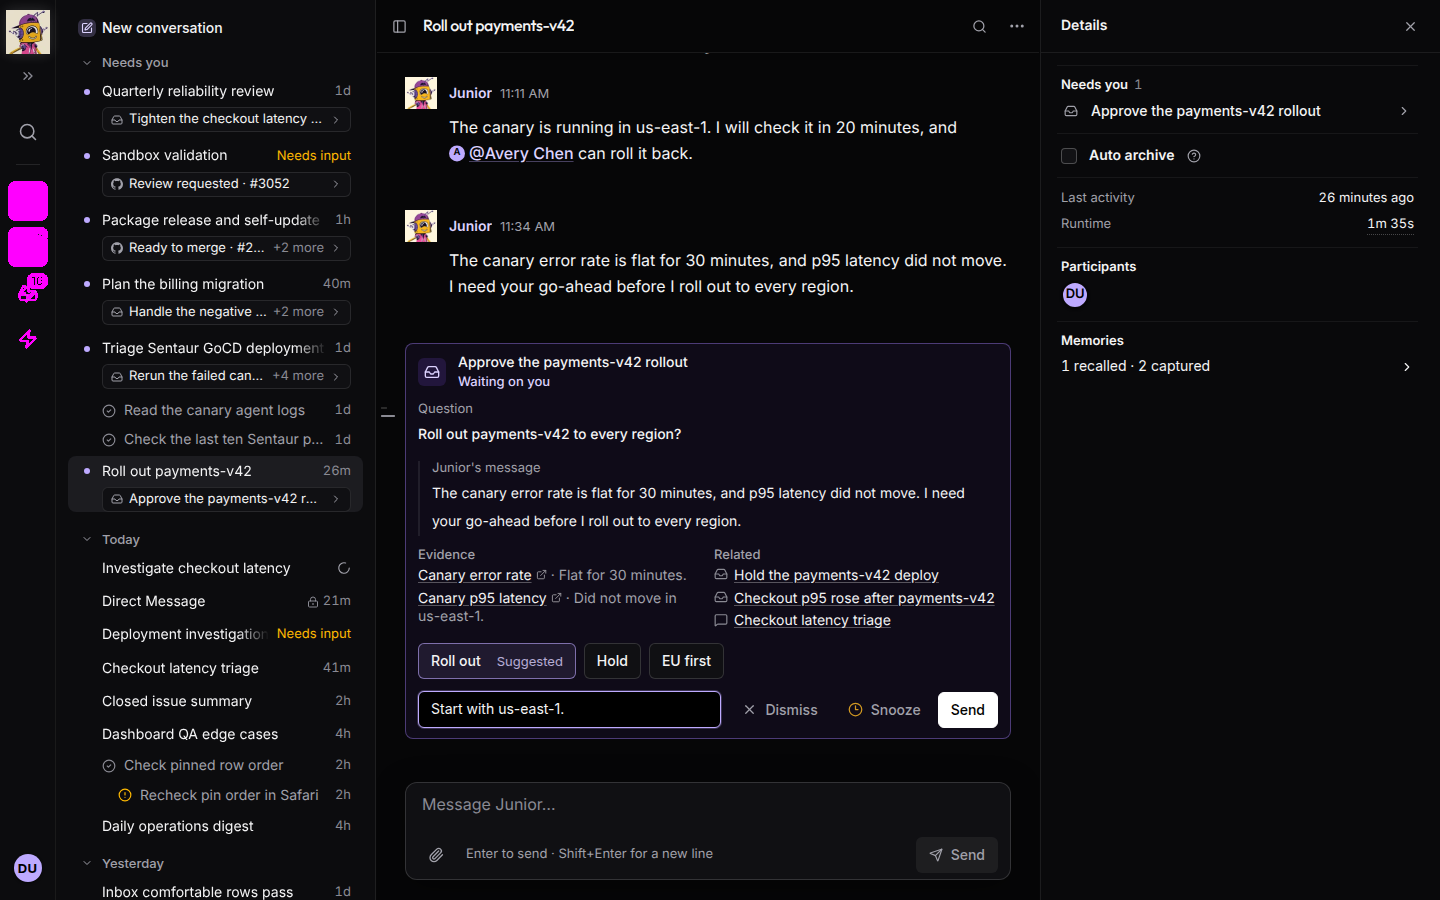 New conversation
Needs you
Quarterly reliability review 1d
Tighten the checkout latency ...
Sandbox validation Needs input
Review requested · #3052
Package release and self-update 1h
Ready to merge · #2... +2 more
Plan the billing migration 40m
Handle the negative ... +2 more
Triage Sentaur GoCD deployment 1d
Rerun the failed can... +4 more
Read the canary agent logs 1d
Check the last ten Sentaur p... 1d
Roll out payments-v42 26m
Approve the payments-v42 r...
Today
Investigate checkout latency
Direct Message 21m
Deployment investigation Needs input
Checkout latency triage 41m
Closed issue summary 2h
Dashboard QA edge cases 4h
Check pinned row order 2h
Recheck pin order in Safari 2h
Daily operations digest 4h
Yesterday
Inbox comfortable rows pass 1d
DU
Roll out payments-v42
Junior 11:11 AM
The canary is running in us-east-1. I will check it in 20 minutes, and
A @Avery Chen can roll it back.
Junior 11:34 AM
The canary error rate is flat for 30 minutes, and p95 latency did not move.
I need your go-ahead before I roll out to every region.
Approve the payments-v42 rollout
Waiting on you
Question
Roll out payments-v42 to every region?
Junior's message
The canary error rate is flat for 30 minutes, and p95 latency did not move. I need
your go-ahead before I roll out to every region.
Evidence
Canary error rate · Flat for 30 minutes.
Canary p95 latency · Did not move in
us-east-1.
Related
Hold the payments-v42 deploy
Checkout p95 rose after payments-v42
Checkout latency triage
Roll out Suggested
Hold
EU first
Start with us-east-1.
Dismiss
Snooze
Send
Message Junior...
Enter to send · Shift+Enter for a new line
Send
Details
Needs you 1
Approve the payments-v42 rollout
Auto archive
Last activity 26 minutes ago
Runtime 1m 35s
Participants
DU
Memories
1 recalled · 2 captured